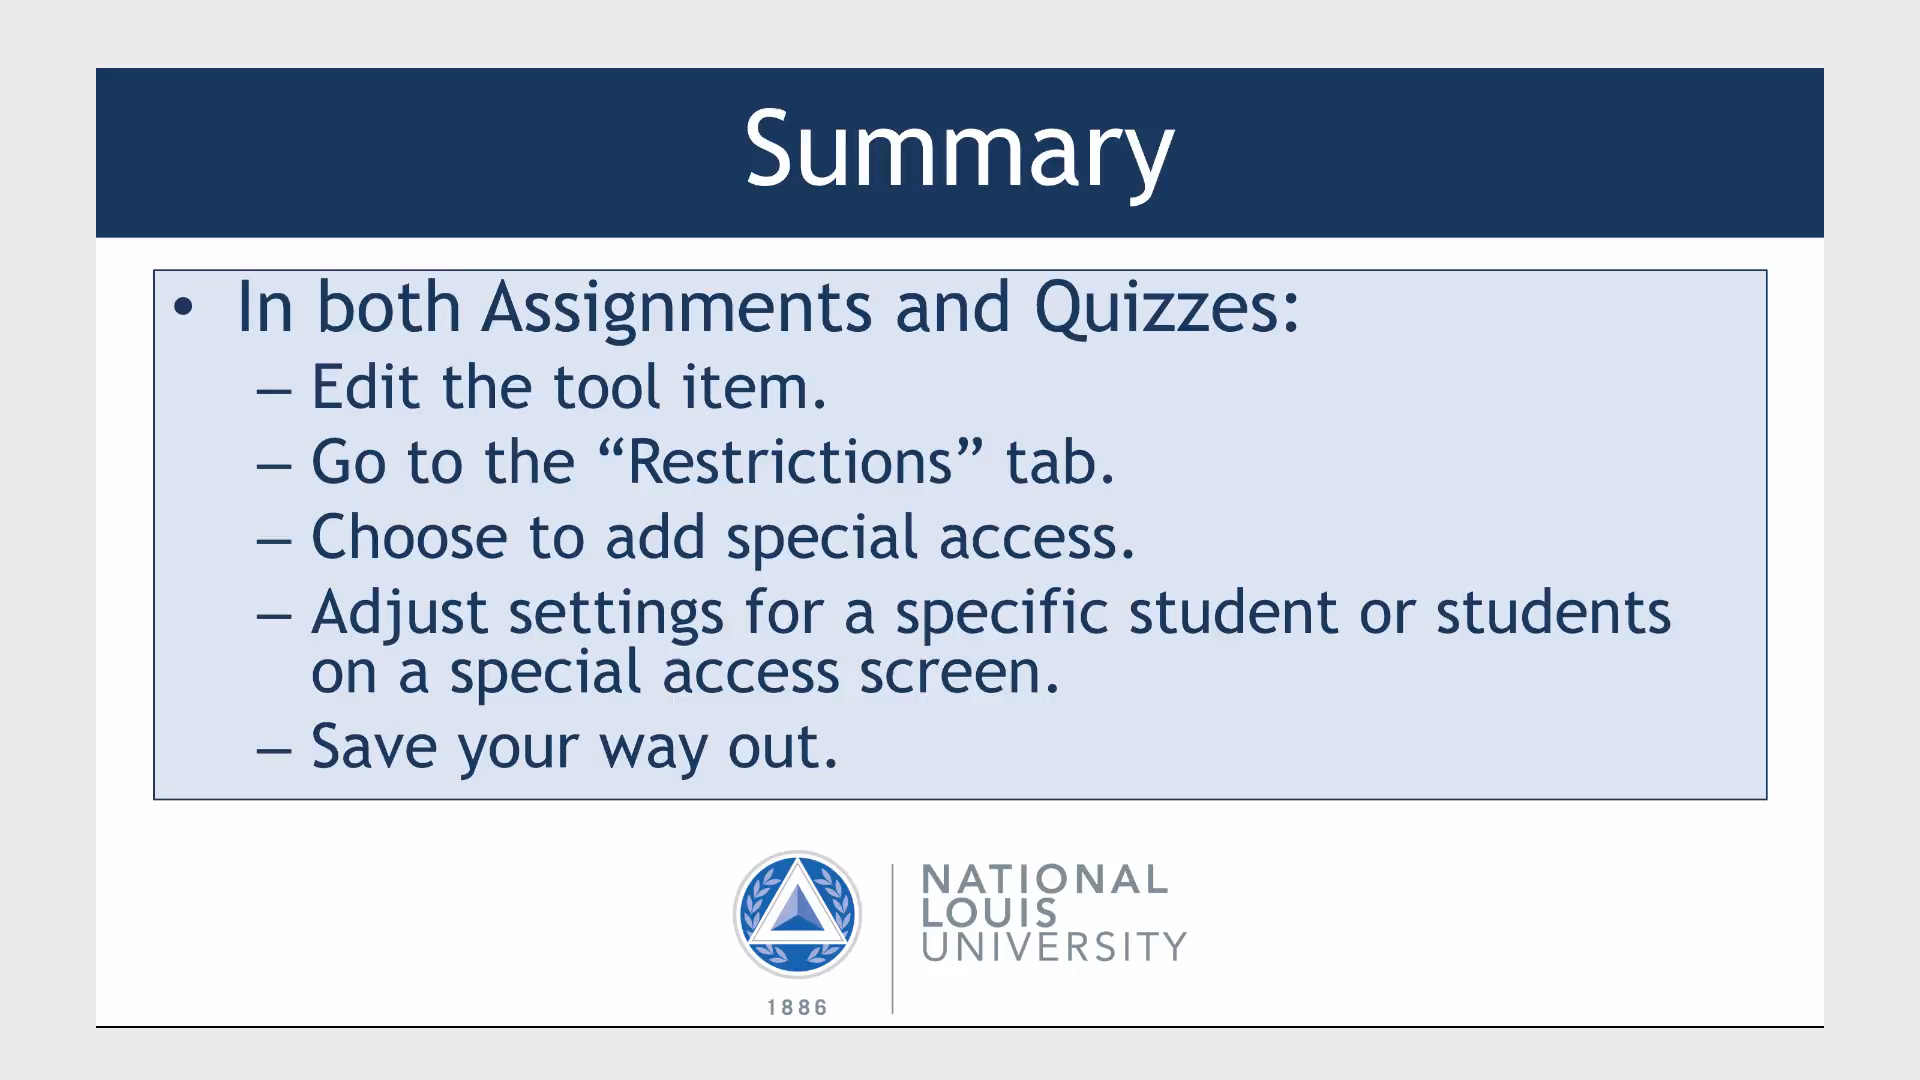 Summary
• In both Assignments and Quizzes:
– Edit the tool item.
– Go to the “Restrictions” tab.
– Choose to add special access.
– Adjust settings for a specific student or students
on a special access screen.
– Save your way out.
NATIONAL
LOUIS
UNIVERSITY
1886